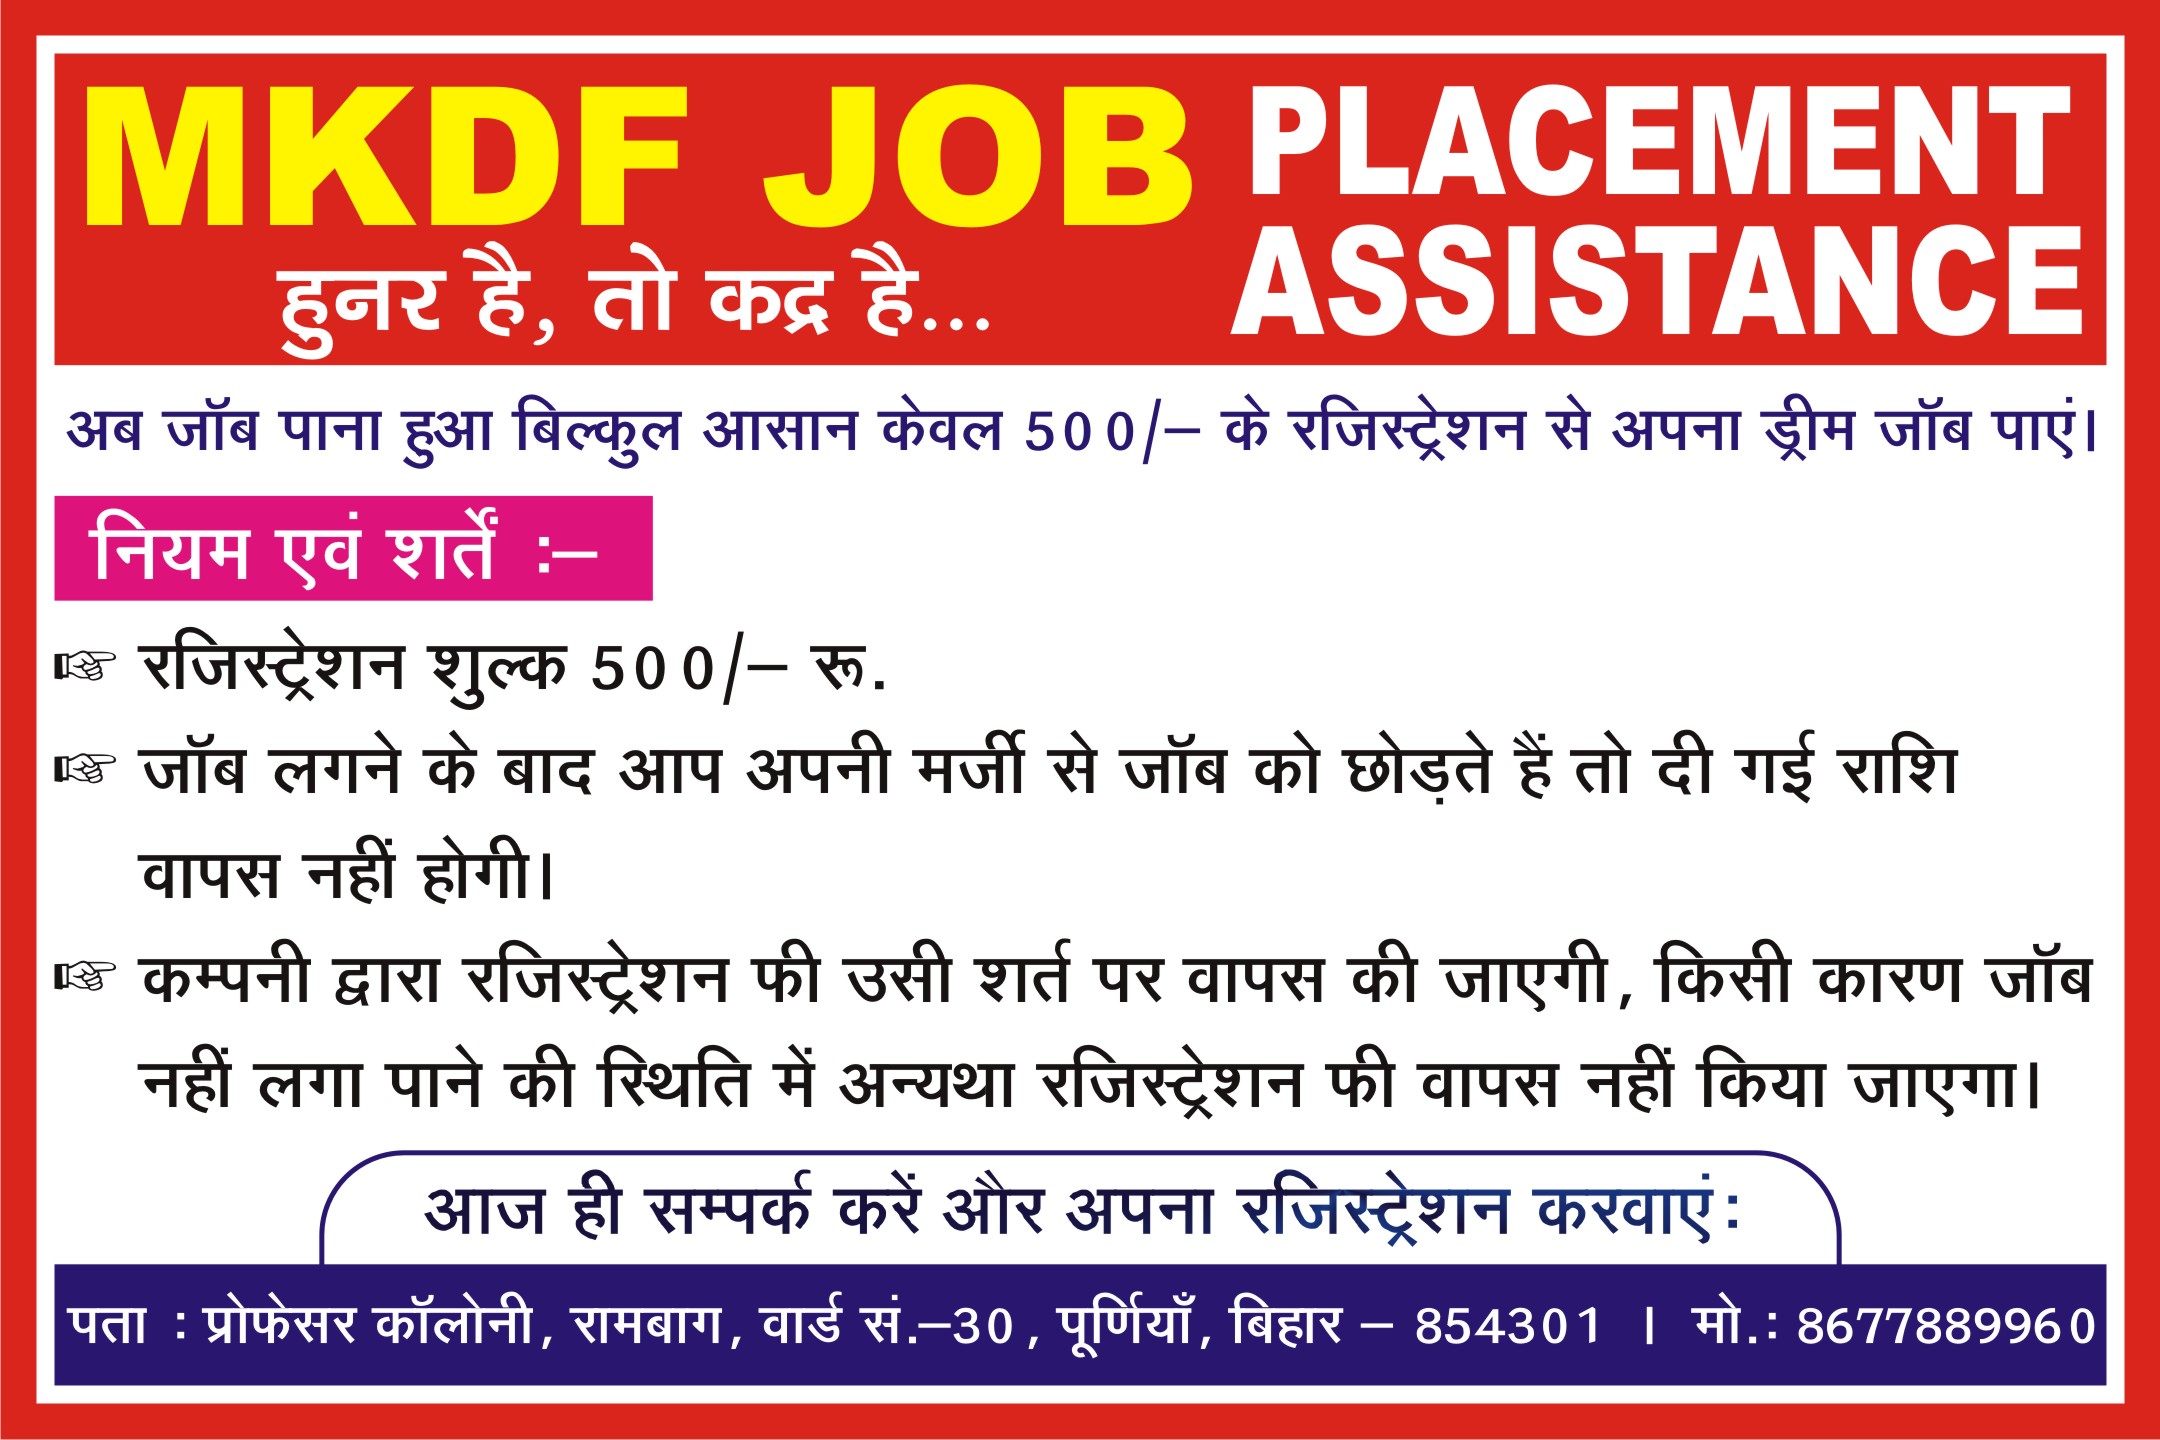 MKDF JOB PLACEMENT ASSISTANCE
हुनर है, तो कद्र है...
अब जॉब पाना हुआ बिल्कुल आसान केवल 500/– के रजिस्ट्रेशन से अपना ड्रीम जॉब पाएं।
नियम एवं शर्तें :–
☞ रजिस्ट्रेशन शुल्क 500/– रू.
☞ जॉब लगने के बाद आप अपनी मर्जी से जॉब को छोड़ते हैं तो दी गई राशि
वापस नहीं होगी।
☞ कम्पनी द्वारा रजिस्ट्रेशन फी उसी शर्त पर वापस की जाएगी, किसी कारण जॉब
नहीं लगा पाने की स्थिति में अन्यथा रजिस्ट्रेशन फी वापस नहीं किया जाएगा।
आज ही सम्पर्क करें और अपना रजिस्ट्रेशन करवाएं:
पता : प्रोफेसर कॉलोनी, रामबाग, वार्ड सं.–30, पूर्णियाँ, बिहार – 854301 । मो.: 8677889960